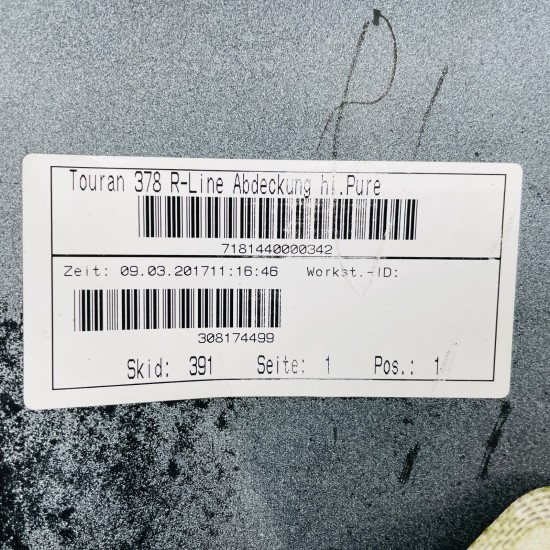 Touran 378 R-Line Abdeckung hi.Pure
7181440000342
Zeit: 09.03.201711:16:46 Workst.-ID:
308174499
Skid: 391 Seite: 1 Pos.: 1